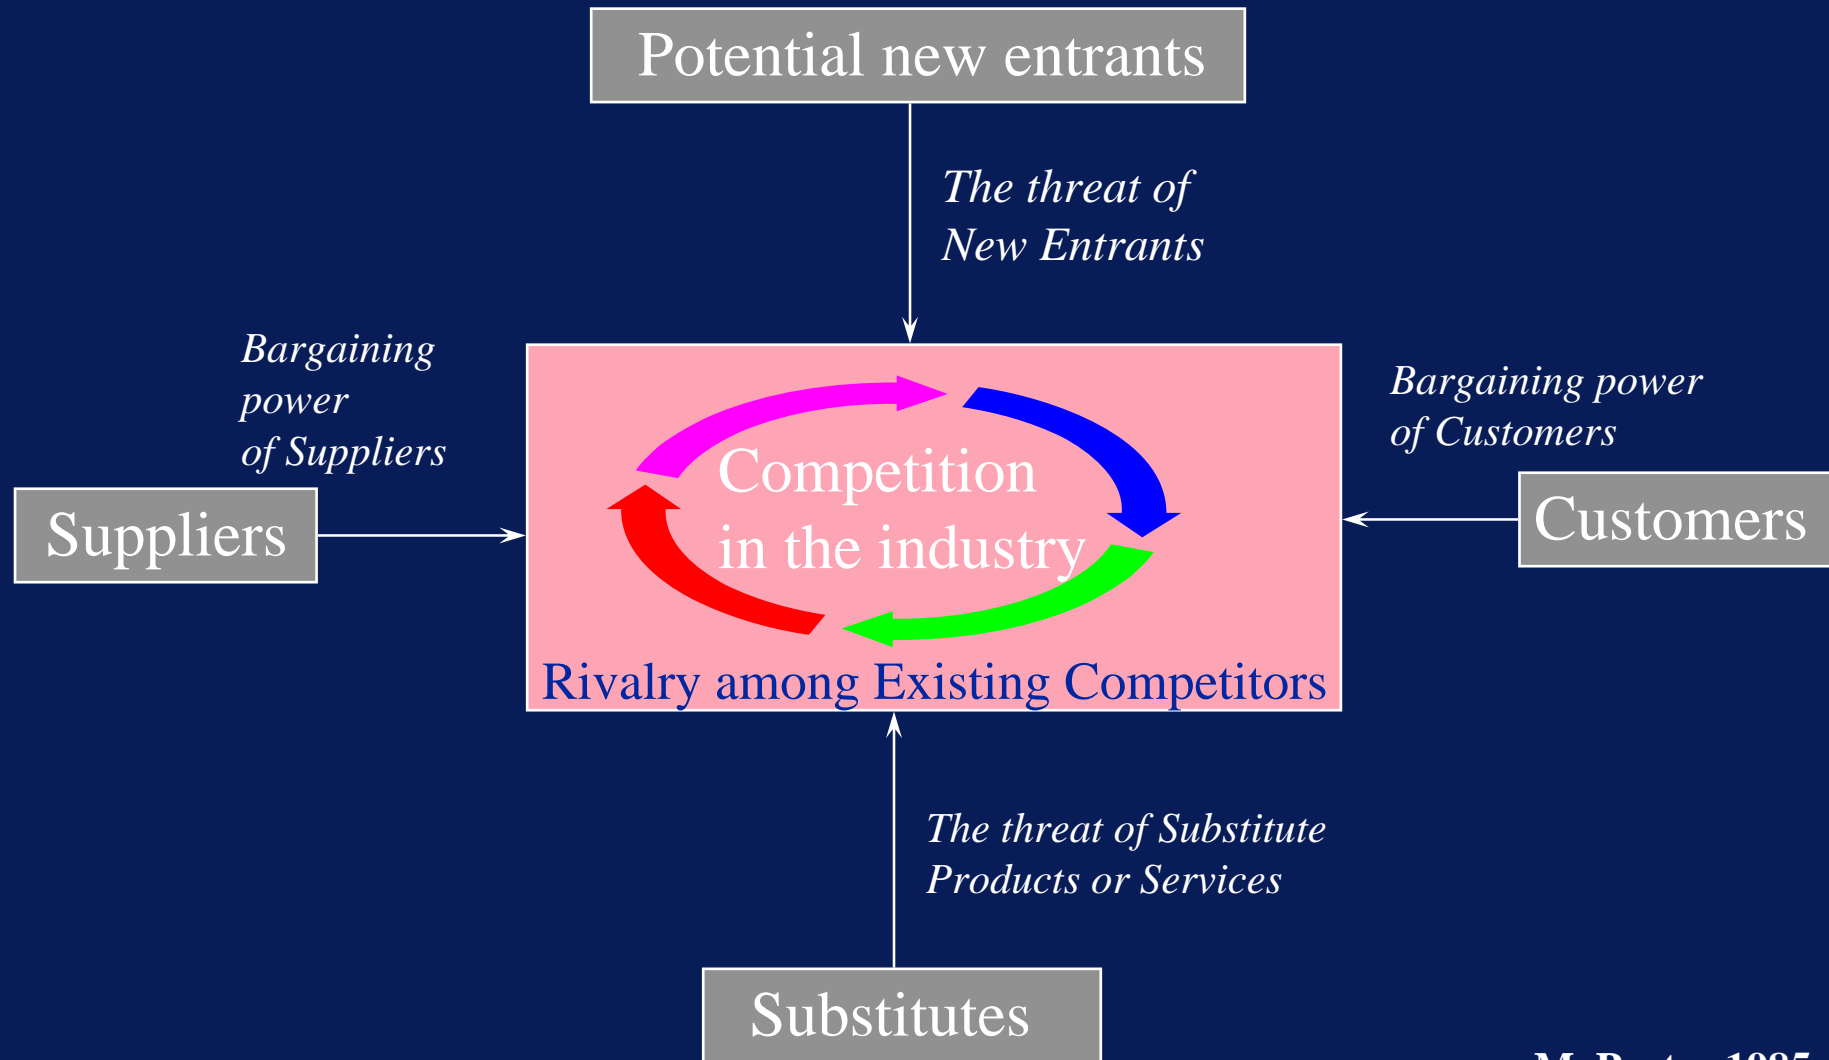 Potential new entrants
The threat of
New Entrants
Bargaining
power
of Suppliers
Bargaining power
of Customers
Suppliers
Competition
in the industry
Customers
Rivalry among Existing Competitors
The threat of Substitute
Products or Services
Substitutes